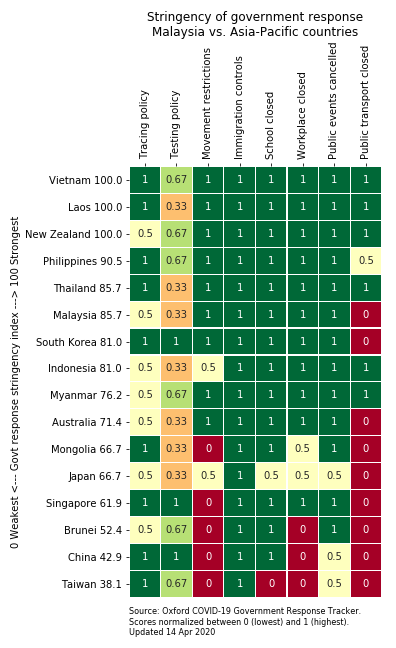 Stringency of government response
Malaysia vs. Asia-Pacific countries
Tracing policy
Testing policy
Movement restrictions
Immigration controls
School closed
Workplace closed
Public events cancelled
Public transport closed
0 Weakest <--- Govt response stringency index ---> 100 Strongest
Vietnam 100.0 1 0.67 1 1 1 1 1 1
Laos 100.0 1 0.33 1 1 1 1 1 1
New Zealand 100.0 0.5 0.67 1 1 1 1 1 1
Philippines 90.5 1 0.67 1 1 1 1 1 0.5
Thailand 85.7 1 0.33 1 1 1 1 1 1
Malaysia 85.7 0.5 0.33 1 1 1 1 1 0
South Korea 81.0 1 1 1 1 1 1 1 0
Indonesia 81.0 0.5 0.33 0.5 1 1 1 1 1
Myanmar 76.2 0.5 0.67 1 1 1 1 1 1
Australia 71.4 0.5 0.33 1 1 1 1 1 0
Mongolia 66.7 1 0.33 0 1 1 0.5 1 0
Japan 66.7 0.5 0.33 0.5 1 0.5 0.5 0.5 0
Singapore 61.9 1 1 0 1 1 1 1 0
Brunei 52.4 0.5 0.67 0 1 1 0 1 0
China 42.9 1 1 0 1 1 0 0.5 0
Taiwan 38.1 1 0.67 0 1 0 0 0.5 0
Source: Oxford COVID-19 Government Response Tracker.
Scores normalized between 0 (lowest) and 1 (highest).
Updated 14 Apr 2020